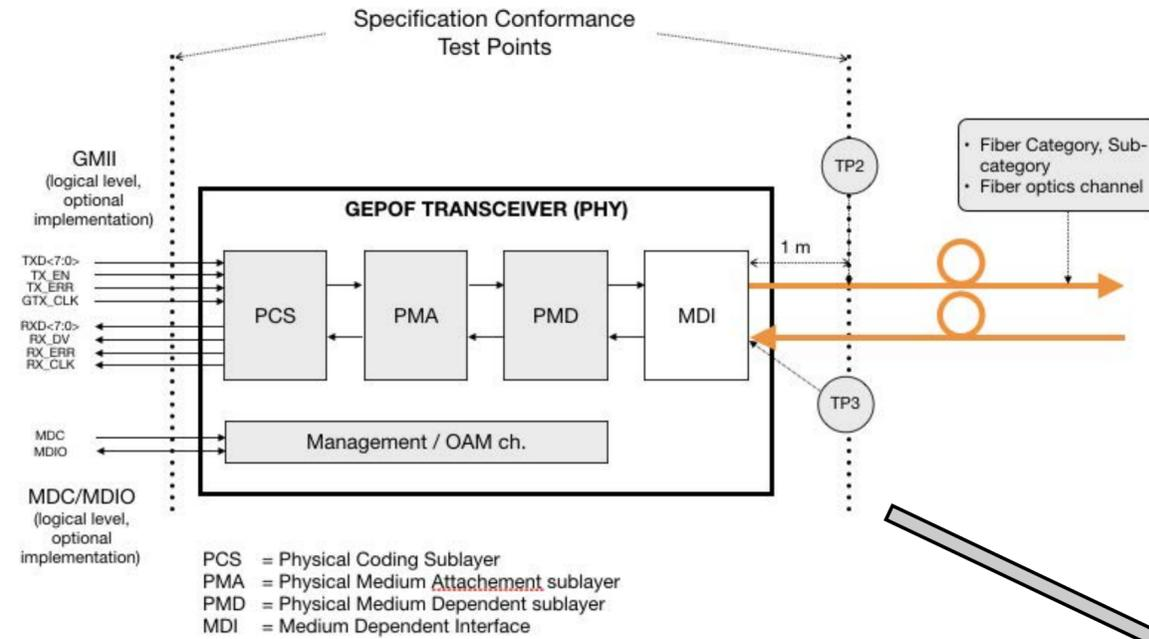 Specification Conformance
Test Points
GMII
(logical level,
optional
implementation)
TP2
• Fiber Category, Sub-
category
• Fiber optics channel
GEPOF TRANSCEIVER (PHY)
1 m
TXD<7:0>
TX_EN
TX_ERR
GTX_CLK
RXD<7:0>
RX_DV
RX_ERR
RX_CLK
PCS
PMA
PMD
MDI
TP3
MDC
MDIO
Management / OAM ch.
MDC/MDIO
(logical level,
optional
implementation)
PCS = Physical Coding Sublayer
PMA = Physical Medium Attachement sublayer
PMD = Physical Medium Dependent sublayer
MDI = Medium Dependent Interface